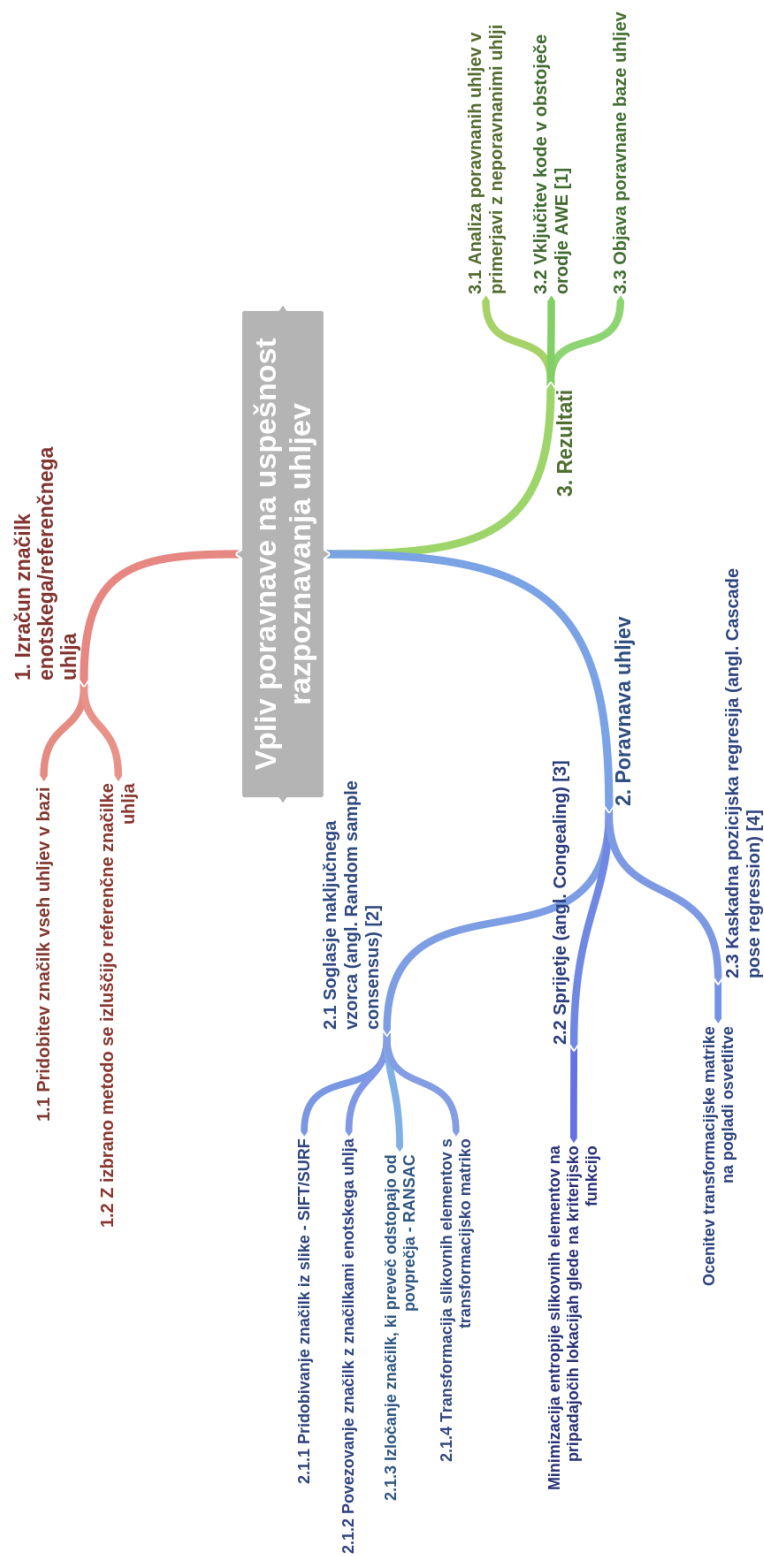 Vpliv poravnave na uspešnost
razpoznavanja uhljev
1. Izračun značilk
enotskega/referenčnega
uhlja
1.1 Pridobitev značilk vseh uhljev v bazi
1.2 Z izbrano metodo se izluščijo referenčne značilke
uhlja
2. Poravnava uhljev
2.1 Soglasje naključnega
vzorca (angl. Random sample
consensus) [2]
2.1.1 Pridobivanje značilk iz slike - SIFT/SURF
2.1.2 Povezovanje značilk z značilkami enotskega uhlja
2.1.3 Izločanje značilk, ki preveč odstopajo od
povprečja - RANSAC
2.1.4 Transformacija slikovnih elementov s
transformacijsko matriko
2.2 Sprijetje (angl. Congealing) [3]
Minimizacija entropije slikovnih elementov na
pripadajočih lokacijah glede na kriterijsko
funkcijo
2.3 Kaskadna pozicijska regresija (angl. Cascade
pose regression) [4]
Ocenitev transformacijske matrike
na pogladi osvetlitve
3. Rezultati
3.1 Analiza poravnanih uhljev v
primerjavi z neporavnanimi uhlji
3.2 Vključitev kode v obstoječe
orodje AWE [1]
3.3 Objava poravnane baze uhljev